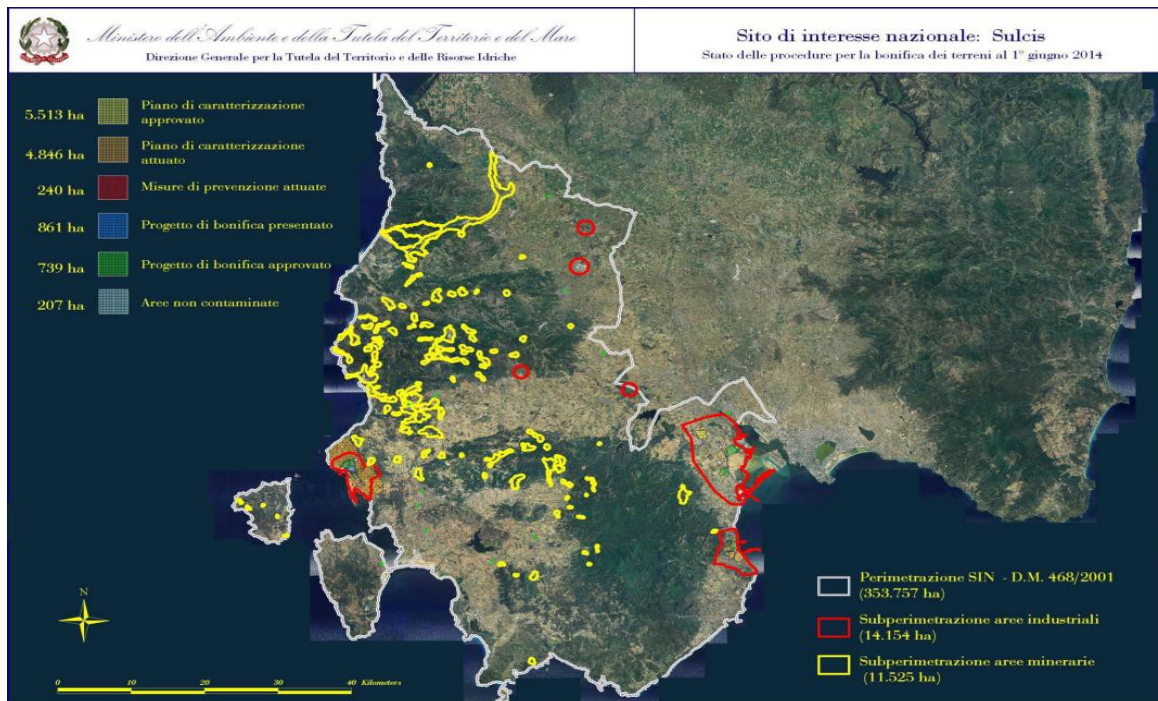 Ministero dell'Ambiente e della Tutela del Territorio e del Mare
Direzione Generale per la Tutela del Territorio e delle Risorse Idriche
Sito di interesse nazionale: Sulcis
Stato delle procedure per la bonifica dei terreni al 1° giugno 2014
5.513 ha Piano di caratterizzazione
approvato
4.846 ha Piano di caratterizzazione
attuato
240 ha Misure di prevenzione attuate
861 ha Progetto di bonifica presentato
739 ha Progetto di bonifica approvato
207 ha Aree non contaminate
Perimetrazione SIN - D.M. 468/2001
(353.757 ha)
Subperimetrazione aree industriali
(14.154 ha)
Subperimetrazione aree minerarie
(11.525 ha)
N
0 10 20 30 40 Kilometers